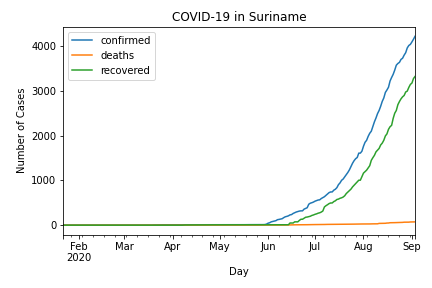 COVID-19 in Suriname
confirmed
deaths
recovered
Number of Cases
4000
3000
2000
1000
0
Feb Mar Apr May Jun Jul Aug Sep
2020
Day